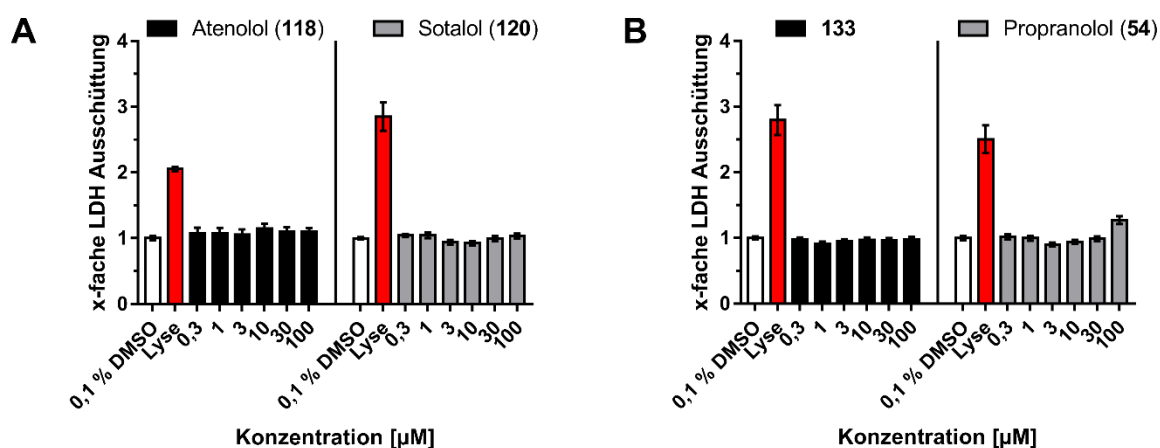 A
Atenolol (118) Sotalol (120)
x-fache LDH Ausschüttung
4
3
2
1
0
0,1 % DMSO Lyse 0,3 1 3 10 30 100 0,1 % DMSO Lyse 0,3 1 3 10 30 100
Konzentration [µM]
B
133 Propranolol (54)
x-fache LDH Ausschüttung
4
3
2
1
0
0,1 % DMSO Lyse 0,3 1 3 10 30 100 0,1 % DMSO Lyse 0,3 1 3 10 30 100
Konzentration [µM]